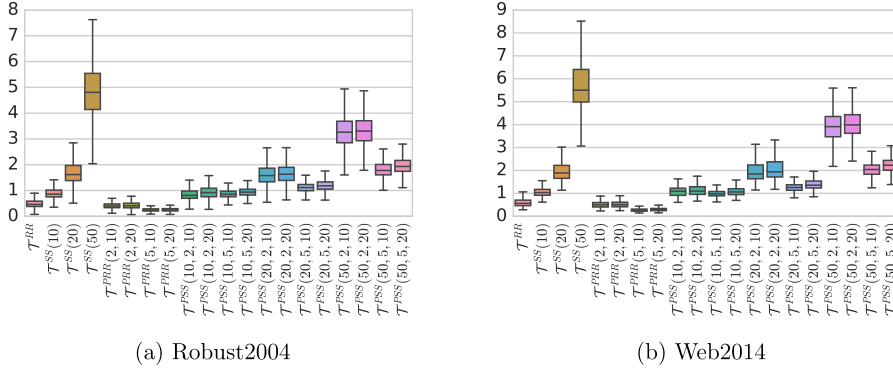 8
7
6
5
4
3
2
1
0
𝒯^RR
𝒯^SS(10)
𝒯^SS(20)
𝒯^SS(50)
𝒯^PRR(2, 10)
𝒯^PRR(2, 20)
𝒯^PRR(5, 10)
𝒯^PRR(5, 20)
𝒯^PSS(10, 2, 10)
𝒯^PSS(10, 2, 20)
𝒯^PSS(10, 5, 10)
𝒯^PSS(10, 5, 20)
𝒯^PSS(20, 2, 10)
𝒯^PSS(20, 2, 20)
𝒯^PSS(20, 5, 10)
𝒯^PSS(20, 5, 20)
𝒯^PSS(50, 2, 10)
𝒯^PSS(50, 2, 20)
𝒯^PSS(50, 5, 10)
𝒯^PSS(50, 5, 20)
(a) Robust2004
9
8
7
6
5
4
3
2
1
0
𝒯^RR
𝒯^SS(10)
𝒯^SS(20)
𝒯^SS(50)
𝒯^PRR(2, 10)
𝒯^PRR(2, 20)
𝒯^PRR(5, 10)
𝒯^PRR(5, 20)
𝒯^PSS(10, 2, 10)
𝒯^PSS(10, 2, 20)
𝒯^PSS(10, 5, 10)
𝒯^PSS(10, 5, 20)
𝒯^PSS(20, 2, 10)
𝒯^PSS(20, 2, 20)
𝒯^PSS(20, 5, 10)
𝒯^PSS(20, 5, 20)
𝒯^PSS(50, 2, 10)
𝒯^PSS(50, 2, 20)
𝒯^PSS(50, 5, 10)
𝒯^PSS(50, 5, 20)
(b) Web2014